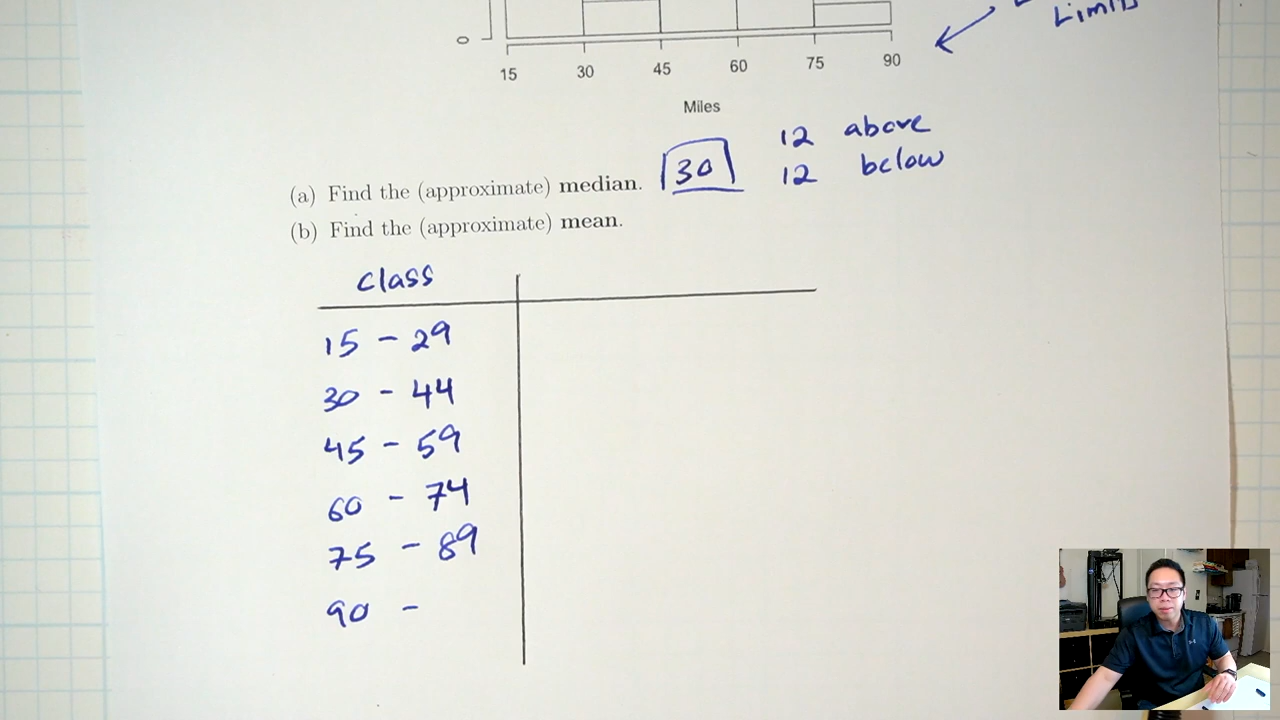 Limits
0
15 30 45 60 75 90
Miles
12 above
(a) Find the (approximate) median. 30 12 below
(b) Find the (approximate) mean.
class
15 - 29
30 - 44
45 - 59
60 - 74
75 - 89
90 -